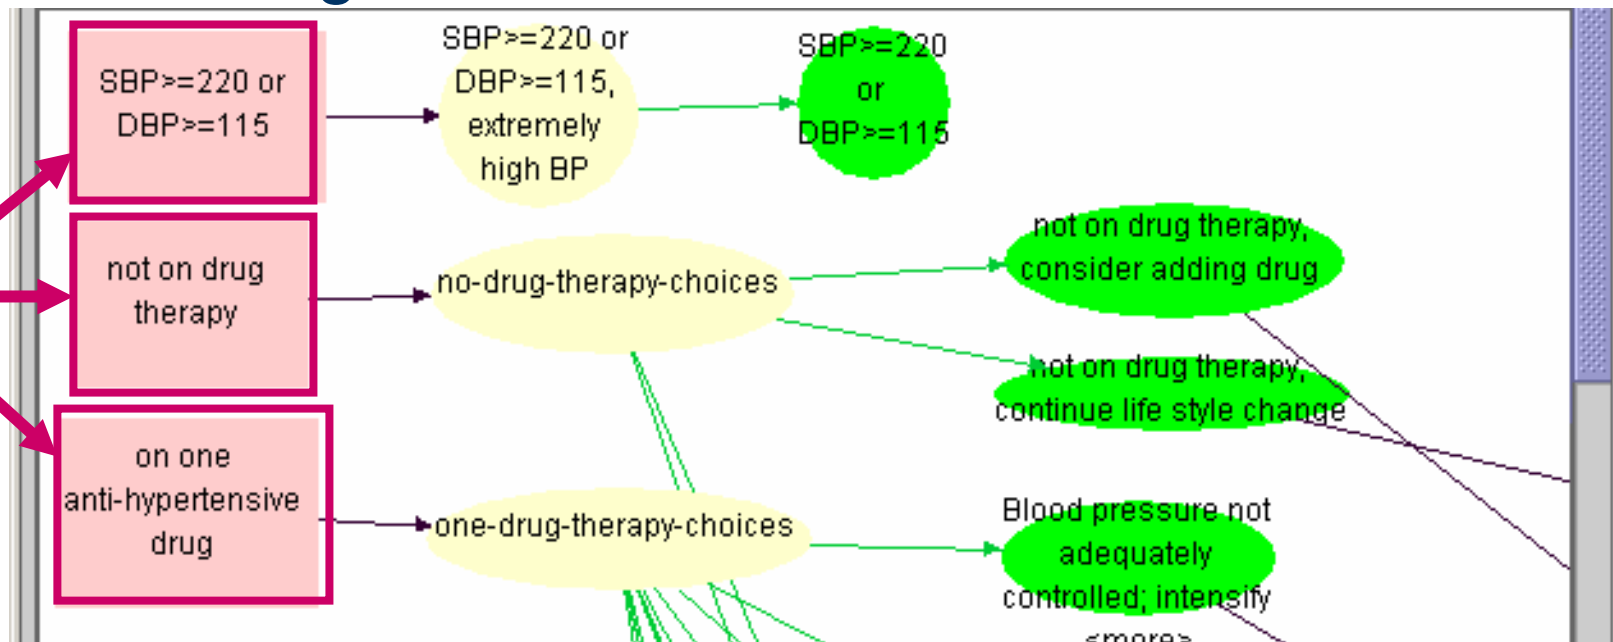 SBP>=220 or
DBP>=115
SBP>=220 or
DBP>=115,
extremely
high BP
SBP>=220
or
DBP>=115
not on drug
therapy
no-drug-therapy-choices
not on drug therapy,
consider adding drug
not on drug therapy,
continue life style change
on one
anti-hypertensive
drug
one-drug-therapy-choices
Blood pressure not
adequately
controlled; intensify
<more>